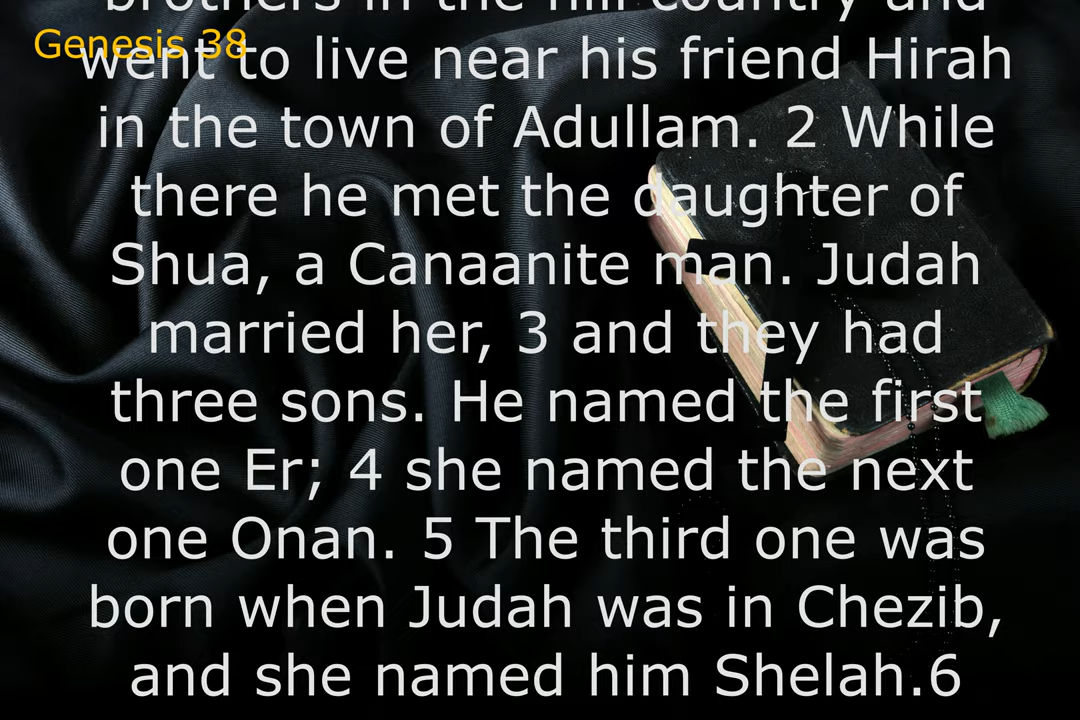 brothers in the hill country and
Genesis 38
went to live near his friend Hirah
in the town of Adullam. 2 While
there he met the daughter of
Shua, a Canaanite man. Judah
married her, 3 and they had
three sons. He named the first
one Er; 4 she named the next
one Onan. 5 The third one was
born when Judah was in Chezib,
and she named him Shelah.6